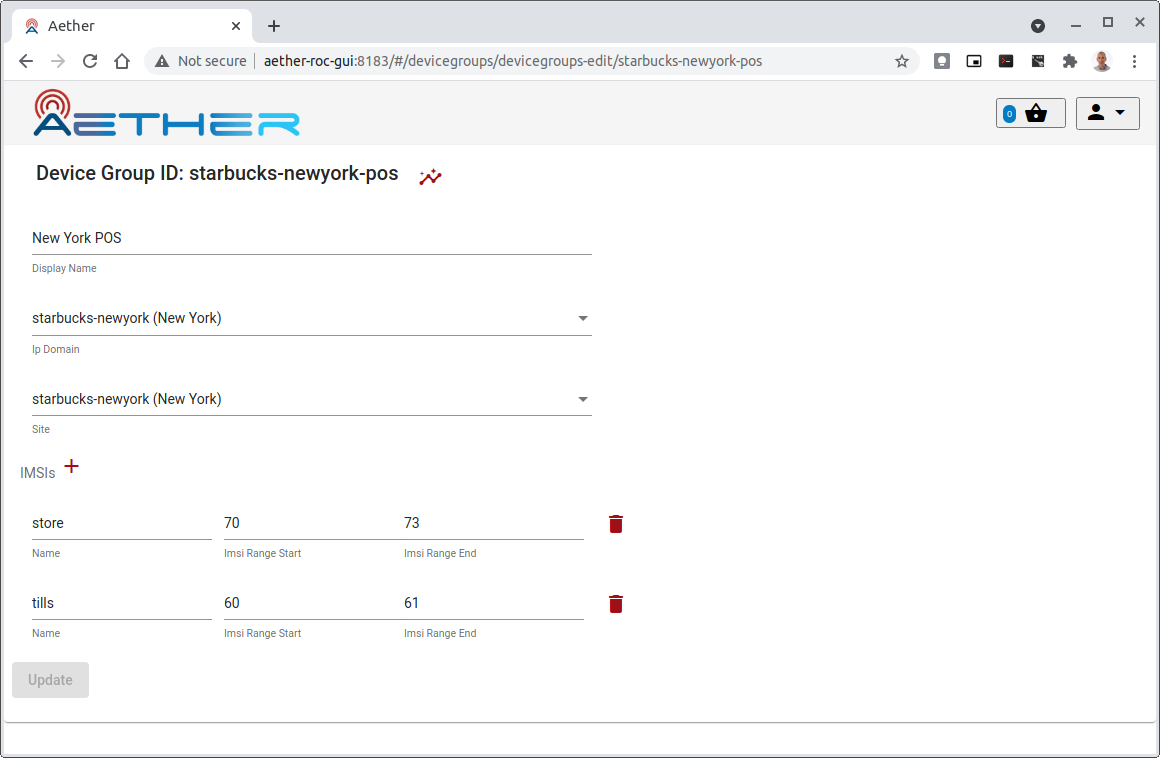 Aether
Not secure
aether-roc-gui:8183/#/devicegroups/devicegroups-edit/starbucks-newyork-pos
AETHER
0
Device Group ID: starbucks-newyork-pos
New York POS
Display Name
starbucks-newyork (New York)
Ip Domain
starbucks-newyork (New York)
Site
IMSIs
store 70 73
Name Imsi Range Start Imsi Range End
tills 60 61
Name Imsi Range Start Imsi Range End
Update